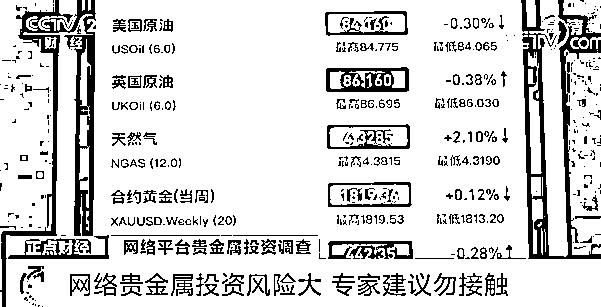 CCTV 2
财经
美国原油
84.160
-0.30%↓
USOil (6.0)
最高84.775
最低84.065
英国原油
86.160
-0.38%↑
UKOil (6.0)
最高86.695
最低86.030
天然气
4.3285
+2.10%↓
NGAS (12.0)
最高4.3815
最低4.3190
合约黄金(当周)
1819.36
+0.12%↓
XAUUSD.Weekly (20)
最高1819.53
最低1813.20
-0.28%↑
正点财经
网络平台贵金属投资调查
网络贵金属投资风险大 专家建议勿接触